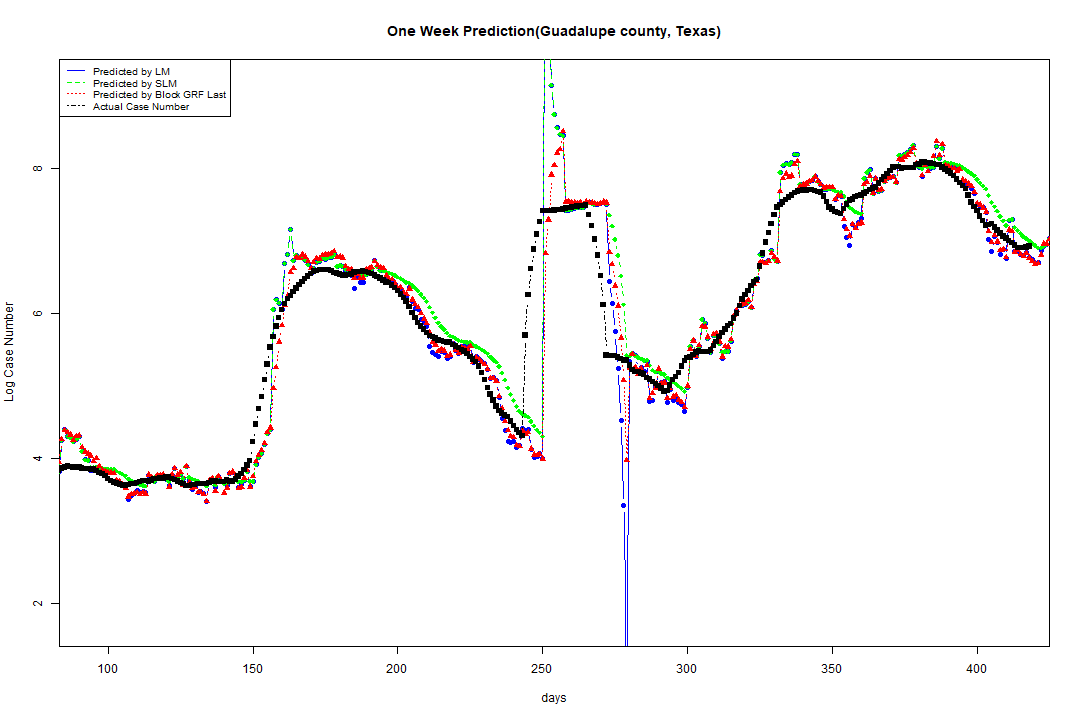 One Week Prediction(Guadalupe county, Texas)
Predicted by LM
Predicted by SLM
Predicted by Block GRF Last
Actual Case Number
8
6
4
2
Log Case Number
100 150 200 250 300 350 400
days